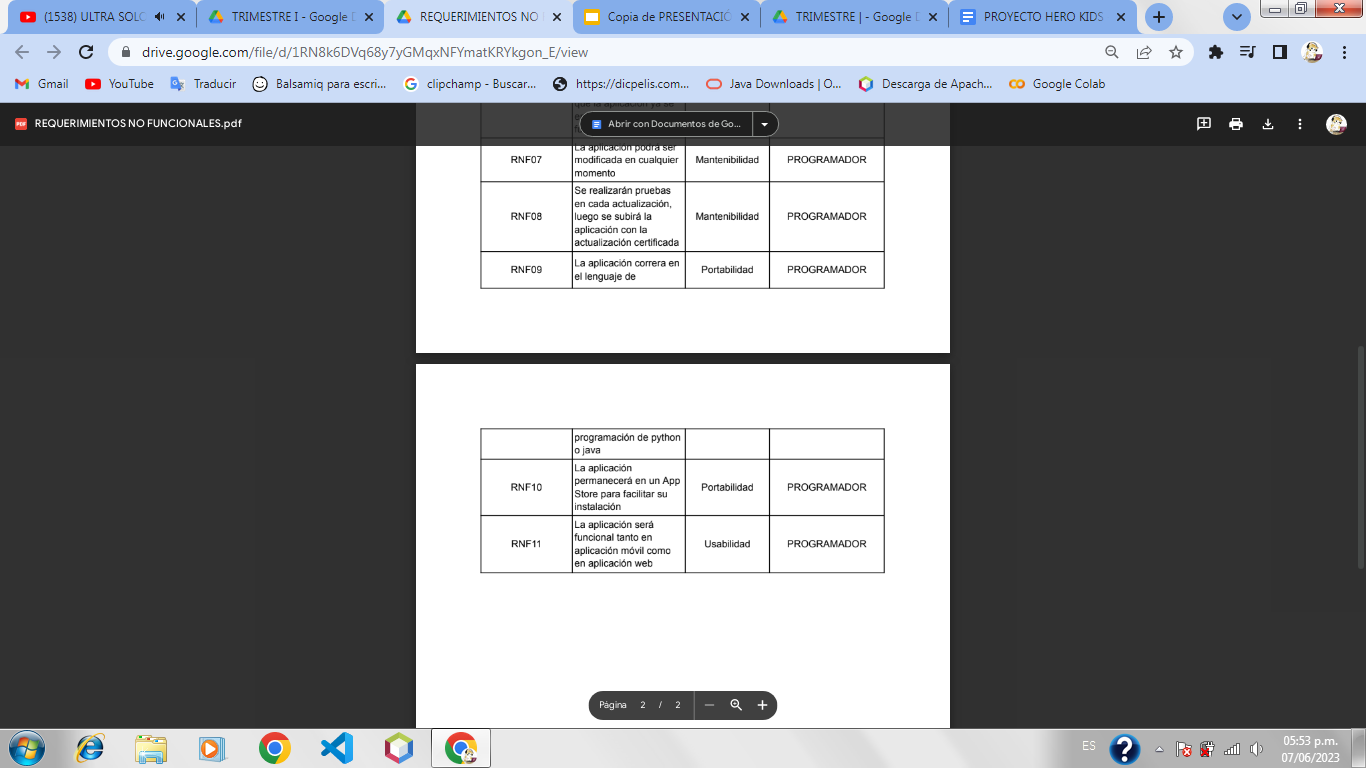 (1538) ULTRA SOLO
TRIMESTRE I - Google D
REQUERIMIENTOS NO
Copia de PRESENTACIÓ
TRIMESTRE | - Google D
PROYECTO HERO KIDS
drive.google.com/file/d/1RN8k6DVq68y7yGMqxNFYmatKRYkgon_E/view
Gmail
YouTube
Traducir
Balsamiq para escri...
clipchamp - Buscar...
https://dicpelis.com...
Java Downloads | O...
Descarga de Apach...
Google Colab
REQUERIMIENTOS NO FUNCIONALES.pdf
que la aplicación ya se
Abrir con Documentos de Go...
RNF07
La aplicación podrá ser
modificada en cualquier
momento
Mantenibilidad
PROGRAMADOR
RNF08
Se realizarán pruebas
en cada actualización,
luego se subirá la
aplicación con la
actualización certificada
Mantenibilidad
PROGRAMADOR
RNF09
La aplicación correra en
el lenguaje de
Portabilidad
PROGRAMADOR
programación de python
o java
RNF10
La aplicación
permanecerá en un App
Store para facilitar su
instalación
Portabilidad
PROGRAMADOR
RNF11
La aplicación será
funcional tanto en
aplicación móvil como
en aplicación web
Usabilidad
PROGRAMADOR
Página 2 / 2
ES
05:53 p.m.
07/06/2023